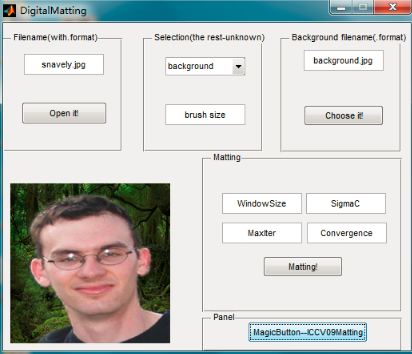 DigitalMatting
Filename(with.format)
snavely.jpg
Open it!
Selection(the rest-unknown)
background
brush size
Background filename(.format)
background.jpg
Choose it!
Matting
WindowSize
SigmaC
MaxIter
Convergence
Matting!
Panel
MagicButton--ICCV09Matting